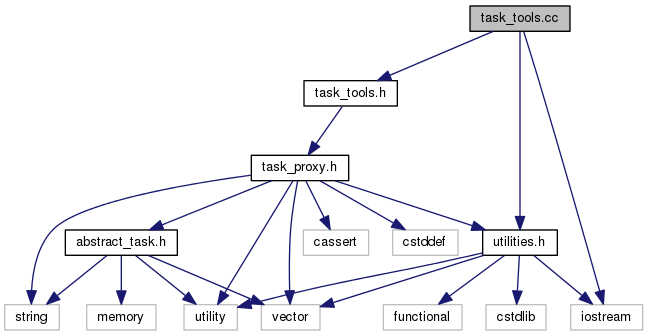 task_tools.cc
task_tools.h
task_proxy.h
abstract_task.h
cassert
cstddef
utilities.h
string
memory
utility
vector
functional
cstdlib
iostream